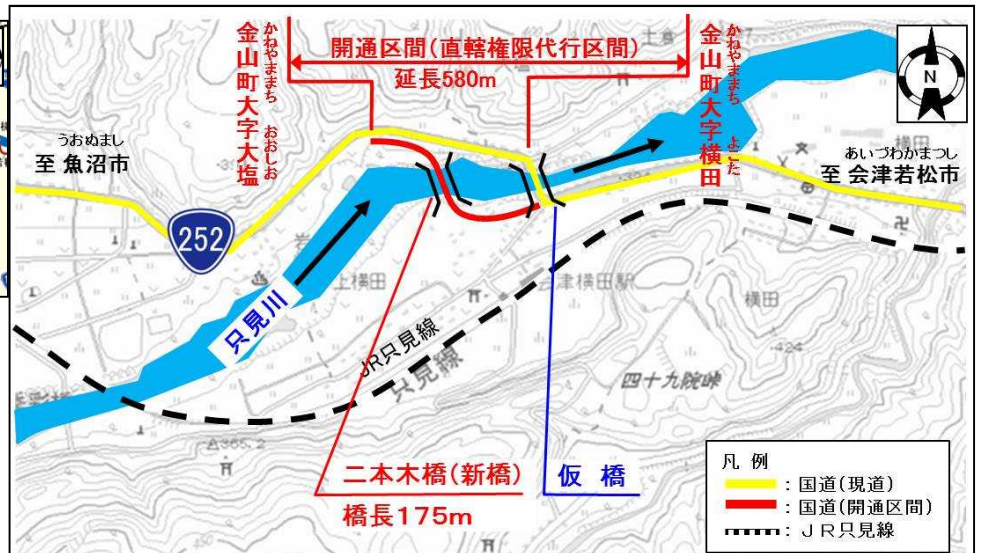 開通区間(直轄権限代行区間)
延長580m
かねやままち おおしお
金山町大字大塩
かねやままち よこた
金山町大字横田
N
うおぬまし
至 魚沼市
あいづわかまつし
至 会津若松市
252
只見川
上横田
会津横田駅
横田
横田
JR只見線
只見線
四十九院峠
・424
△365.2
二本木橋(新橋)
橋長175m
仮橋
凡 例
:国道(現道)
:国道(開通区間)
:JR只見線